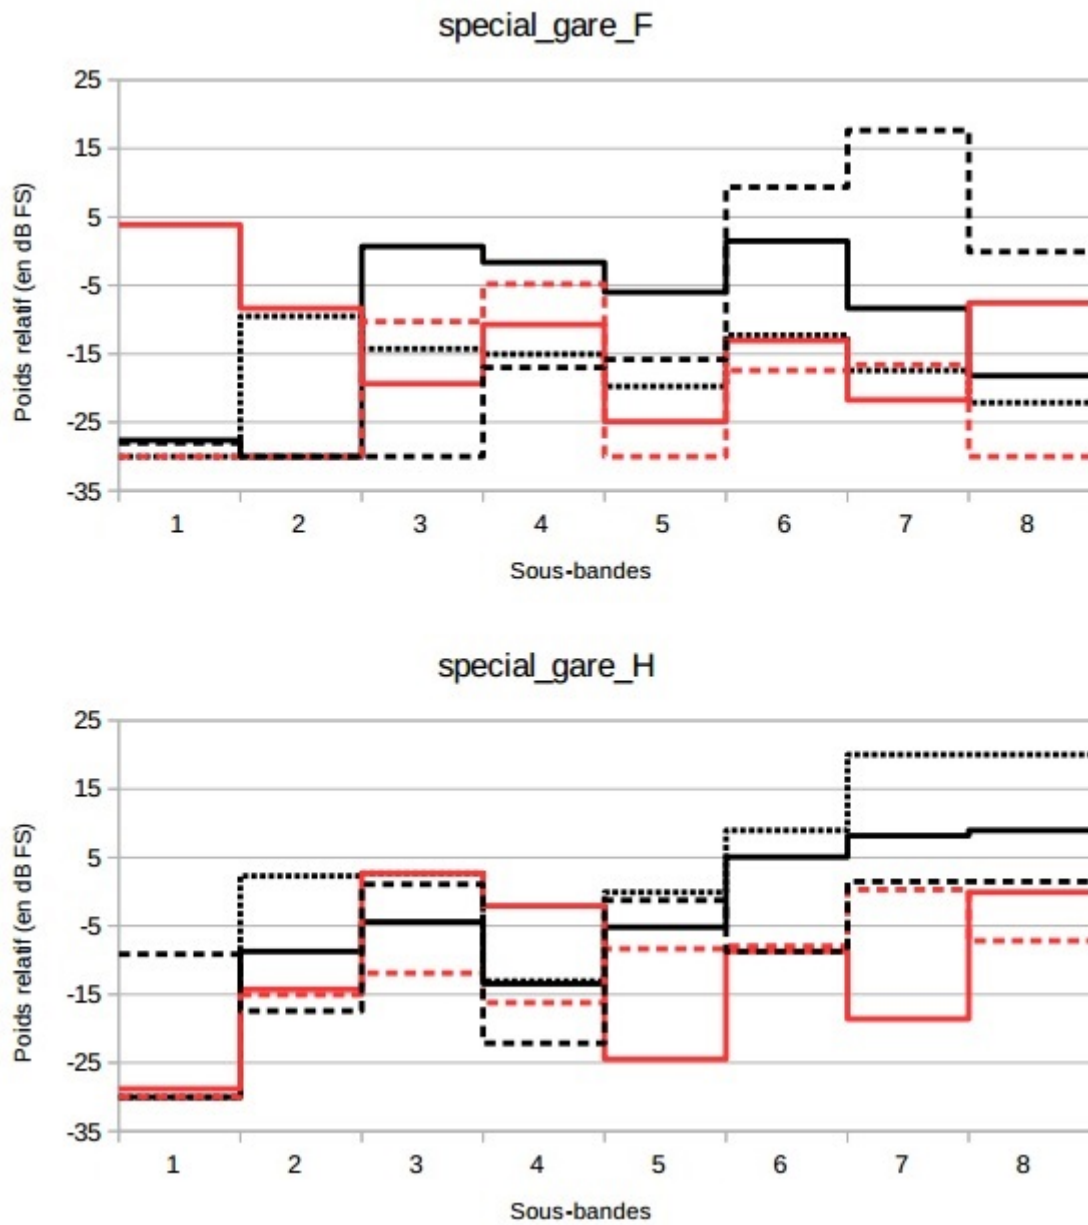 special_gare_F
25
15
5
-5
-15
-25
-35
Poids relatif (en dB FS)
1 2 3 4 5 6 7 8
Sous-bandes
special_gare_H
25
15
5
-5
-15
-25
-35
Poids relatif (en dB FS)
1 2 3 4 5 6 7 8
Sous-bandes